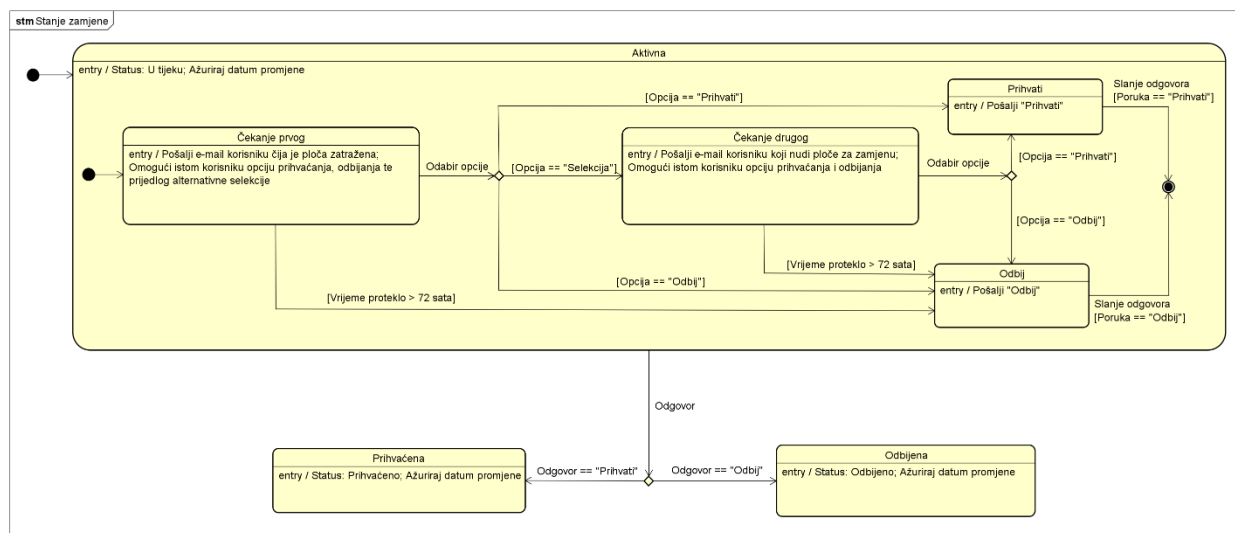 stm Stanje zamjene
Aktivna
entry / Status: U tijeku; Ažuriraj datum promjene
Čekanje prvog
entry / Pošalji e-mail korisniku čija je ploča zatražena;
Omogući istom korisniku opciju prihvaćanja, odbijanja te
prijedlog alternativne selekcije
Odabir opcije
[Opcija == "Prihvati"]
[Opcija == "Selekcija"]
[Opcija == "Odbij"]
[Vrijeme proteklo > 72 sata]
Čekanje drugog
entry / Pošalji e-mail korisniku koji nudi ploče za zamjenu;
Omogući istom korisniku opciju prihvaćanja i odbijanja
Odabir opcije
[Vrijeme proteklo > 72 sata]
[Opcija == "Prihvati"]
[Opcija == "Odbij"]
Prihvati
entry / Pošalji "Prihvati"
Slanje odgovora
[Poruka == "Prihvati"]
Odbij
entry / Pošalji "Odbij"
Slanje odgovora
[Poruka == "Odbij"]
Odgovor
Odgovor == "Prihvati"
Odgovor == "Odbij"
Prihvaćena
entry / Status: Prihvaćeno; Ažuriraj datum promjene
Odbijena
entry / Status: Odbijeno; Ažuriraj datum promjene